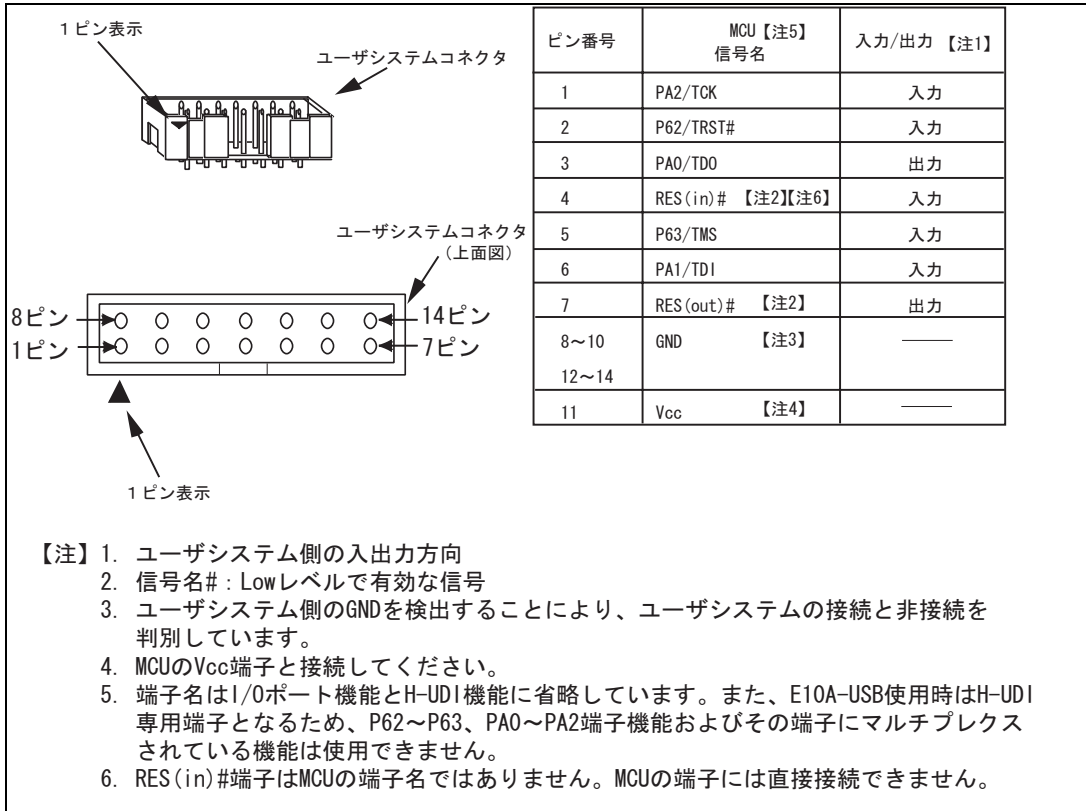 １ピン表示
ユーザシステムコネクタ
ユーザシステムコネクタ
(上面図)
8ピン
14ピン
1ピン
7ピン
１ピン表示
ピン番号 MCU【注5】信号名 入力/出力 【注1】
1 PA2/TCK 入力
2 P62/TRST# 入力
3 PA0/TDO 出力
4 RES(in)# 【注2】【注6】 入力
5 P63/TMS 入力
6 PA1/TDI 入力
7 RES(out)# 【注2】 出力
8～10 GND 【注3】 ――
12～14
11 Vcc 【注4】 ――
【注】1. ユーザシステム側の入出力方向
2. 信号名#：Lowレベルで有効な信号
3. ユーザシステム側のGNDを検出することにより、ユーザシステムの接続と非接続を
判別しています。
4. MCUのVcc端子と接続してください。
5. 端子名はI/Oポート機能とH-UDI機能に省略しています。また、E10A-USB使用時はH-UDI
専用端子となるため、P62～P63、PA0～PA2端子機能およびその端子にマルチプレクス
されている機能は使用できません。
6. RES(in)#端子はMCUの端子名ではありません。MCUの端子には直接接続できません。